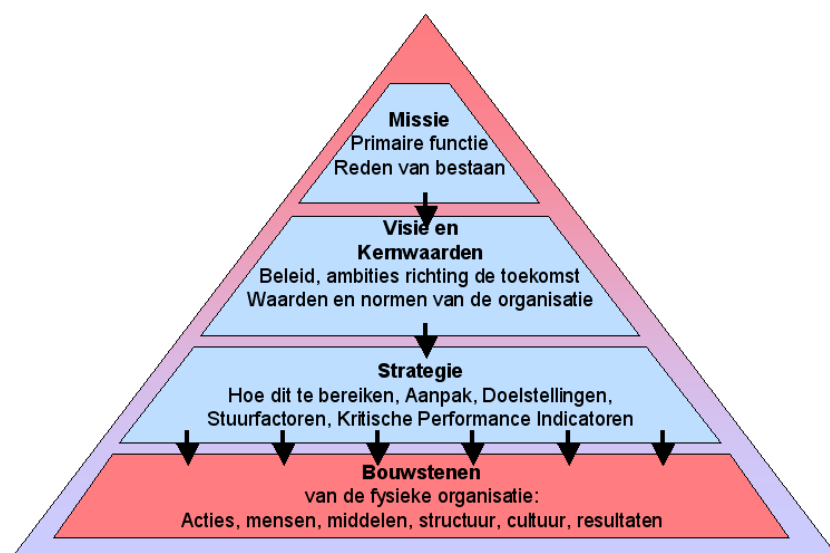 Missie
Primaire functie
Reden van bestaan
Visie en
Kernwaarden
Beleid, ambities richting de toekomst
Waarden en normen van de organisatie
Strategie
Hoe dit te bereiken, Aanpak, Doelstellingen,
Stuurfactoren, Kritische Performance Indicatoren
Bouwstenen
van de fysieke organisatie:
Acties, mensen, middelen, structuur, cultuur, resultaten